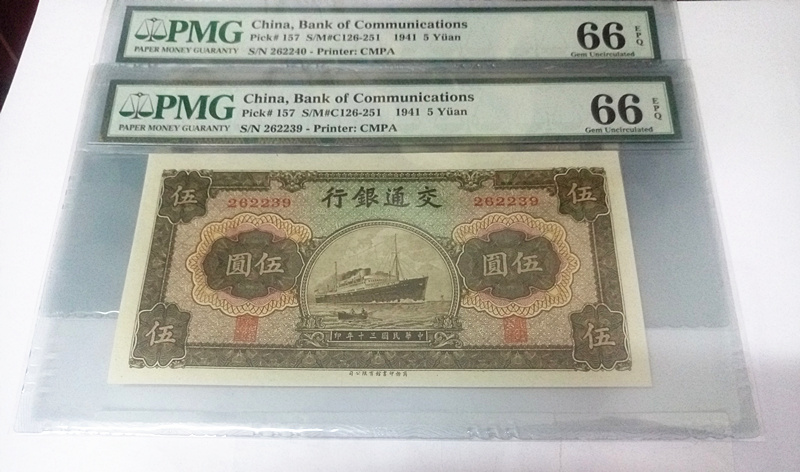 PMG
PAPER MONEY GUARANTY
China, Bank of Communications
Pick# 157 S/M#C126-251 1941 5 Yüan
S/N 262240 - Printer: CMPA
66 EPQ
Gem Uncirculated
PMG
PAPER MONEY GUARANTY
China, Bank of Communications
Pick# 157 S/M#C126-251 1941 5 Yüan
S/N 262239 - Printer: CMPA
66 EPQ
Gem Uncirculated
伍
行銀通交
伍
262239
262239
圓伍
圓伍
伍
印年十三國民華中
伍